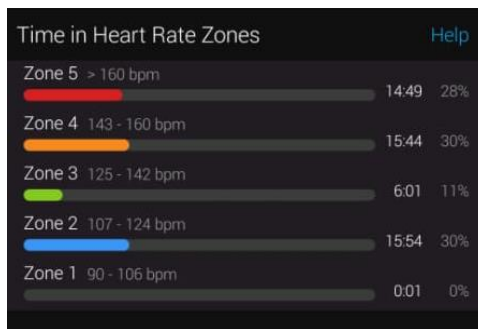 Time in Heart Rate Zones Help
Zone 5 > 160 bpm
14:49 28%
Zone 4 143 - 160 bpm
15:44 30%
Zone 3 125 - 142 bpm
6:01 11%
Zone 2 107 - 124 bpm
15:54 30%
Zone 1 90 - 106 bpm
0:01 0%